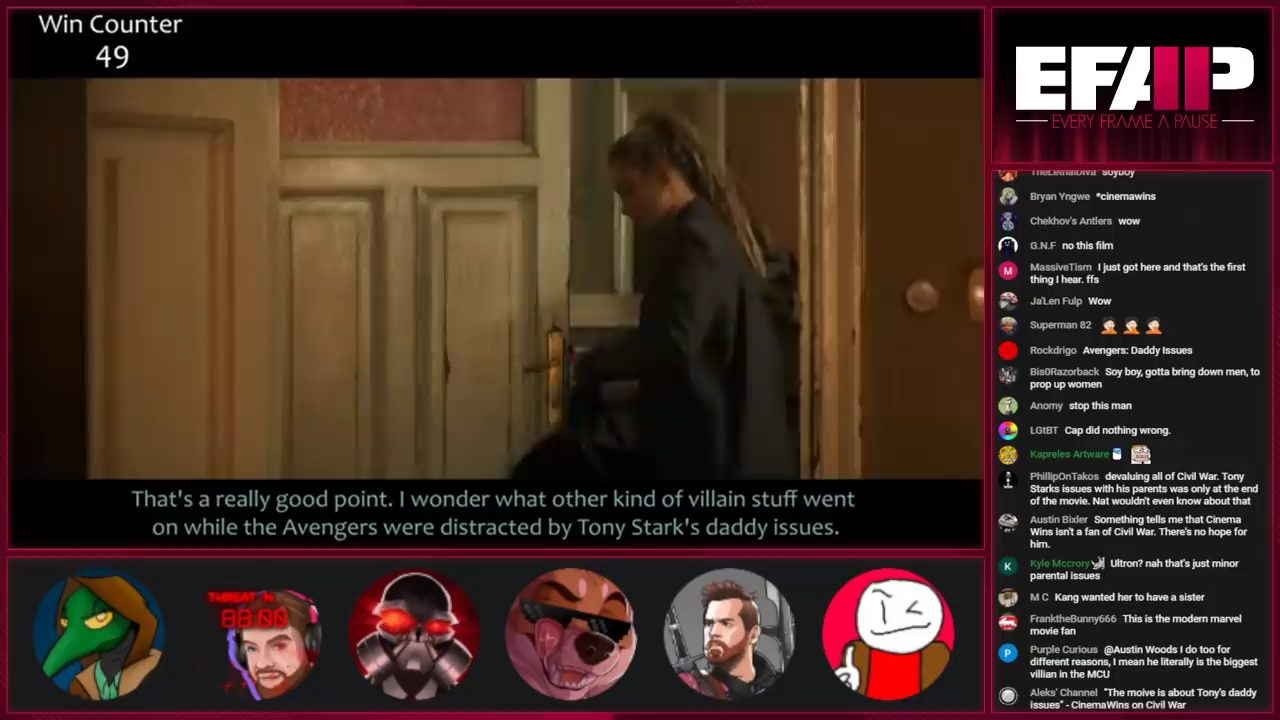 Win Counter
49
That's a really good point. I wonder what other kind of villain stuff went
on while the Avengers were distracted by Tony Stark's daddy issues.
THREAT
88:00
EFAP
EVERY FRAME A PAUSE
TheLethalDiva soyboy
Bryan Yngwe *cinemawins
Chekhov's Antlers wow
G.N.F no this film
M
MassiveTism I just got here and that's the first
thing I hear. ffs
Ja'Len Fulp Wow
Superman 82
Rockdrigo Avengers: Daddy Issues
Bis0Razorback Soy boy, gotta bring down men, to
prop up women
Anomy stop this man
LGtBT Cap did nothing wrong.
Kapreles Artware
PhillipOnTakos devaluing all of Civil War. Tony
Starks issues with his parents was only at the end
of the movie. Nat wouldn't even know about that
Austin Bixler Something tells me that Cinema
Wins isn't a fan of Civil War. There's no hope for
him.
K
Kyle Mccrory Ultron? nah that's just minor
parental issues
M C Kang wanted her to have a sister
FranktheBunny666 This is the modern marvel
movie fan
P
Purple Curious @Austin Woods I do too for
different reasons, I mean he literally is the biggest
villian in the MCU
Aleks' Channel "The moive is about Tony's daddy
issues" - CinemaWins on Civil War